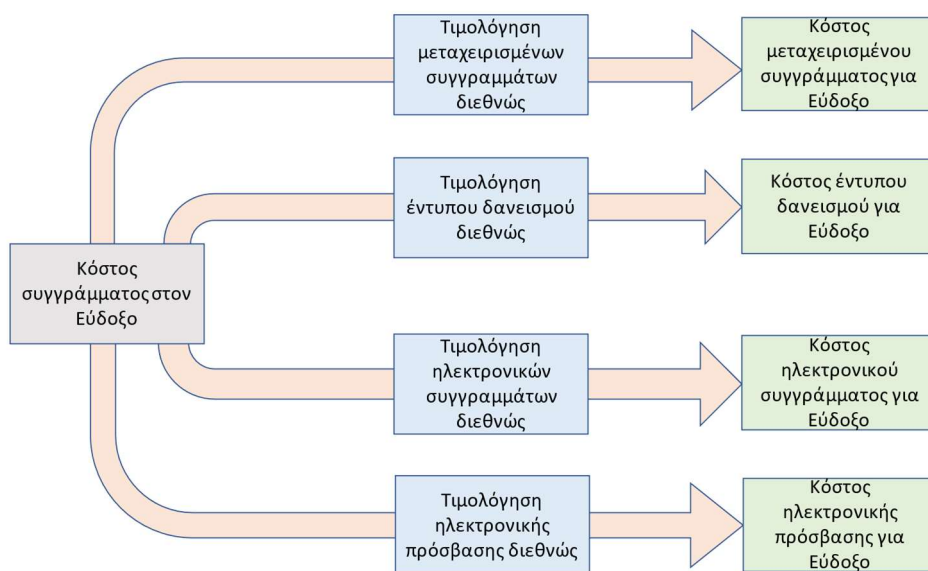 Τιμολόγηση
μεταχειρισμένων
συγγραμμάτων
διεθνώς
Κόστος
μεταχειρισμένου
συγγράμματος για
Εύδοξο
Τιμολόγηση
έντυπου δανεισμού
διεθνώς
Κόστος έντυπου
δανεισμού για
Εύδοξο
Κόστος
συγγράμματος στον
Εύδοξο
Τιμολόγηση
ηλεκτρονικών
συγγραμμάτων
διεθνώς
Κόστος
ηλεκτρονικού
συγγράμματος για
Εύδοξο
Τιμολόγηση
ηλεκτρονικής
πρόσβασης διεθνώς
Κόστος
ηλεκτρονικής
πρόσβασης για
Εύδοξο